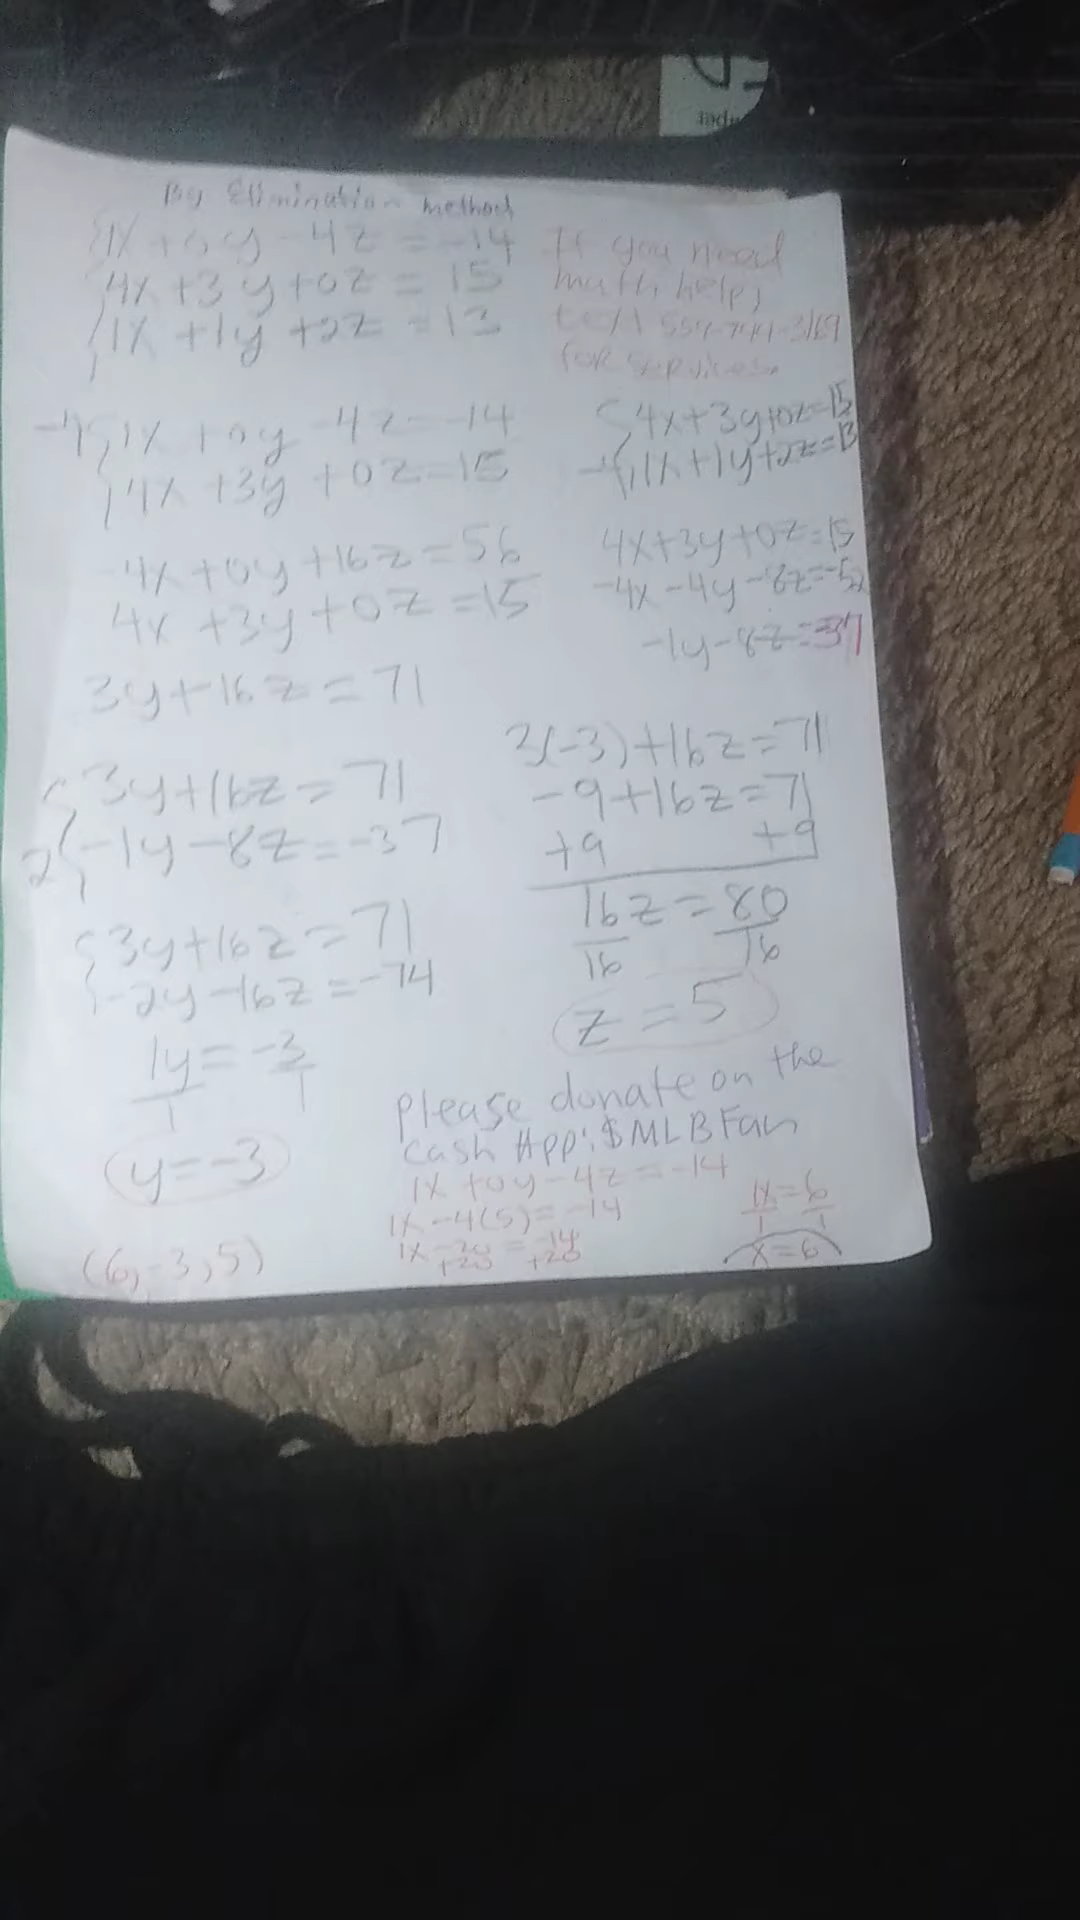 By Elimination method
1x + 0y - 4z = -14
4x + 3y + 0z = 15
1x + 1y + 2z = 13
If you need
math help,
text
for services.
-4 1x + 0y - 4z = -14
4x + 3y + 0z = 15
-4x + 0y + 16z = 56
4x + 3y + 0z = 15
3y + 16z = 71
4x + 3y + 0z = 15
-4 1x + 1y + 2z = 13
4x + 3y + 0z = 15
-4x - 4y - 8z = -52
-1y - 8z = -37
3y + 16z = 71
2 -1y - 8z = -37
3y + 16z = 71
-2y - 16z = -74
1y = -3
1 1
y = -3
3(-3) + 16z = 71
-9 + 16z = 71
+9 +9
16z = 80
16 16
z = 5
Please donate on the
Cash App: $MLBFan
1x + 0y - 4z = -14
1x - 4(5) = -14
1x - 20 = -14
+20 +20
1x = 6
1 1
x = 6
(6, -3, 5)